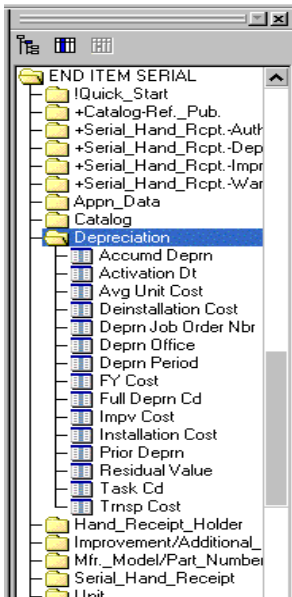 END ITEM SERIAL
!Quick_Start
+Catalog-Ref._Pub.
+Serial_Hand_Rcpt.-Auth
+Serial_Hand_Rcpt.-Dep
+Serial_Hand_Rcpt.-Impr
+Serial_Hand_Rcpt.-War
Appn_Data
Catalog
Depreciation
Accumd Deprn
Activation Dt
Avg Unit Cost
Deinstallation Cost
Deprn Job Order Nbr
Deprn Office
Deprn Period
FY Cost
Full Deprn Cd
Impv Cost
Installation Cost
Prior Deprn
Residual Value
Task Cd
Trnsp Cost
Hand_Receipt_Holder
Improvement/Additional_
Mfr._Model/Part_Number
Serial_Hand_Receipt
Unit